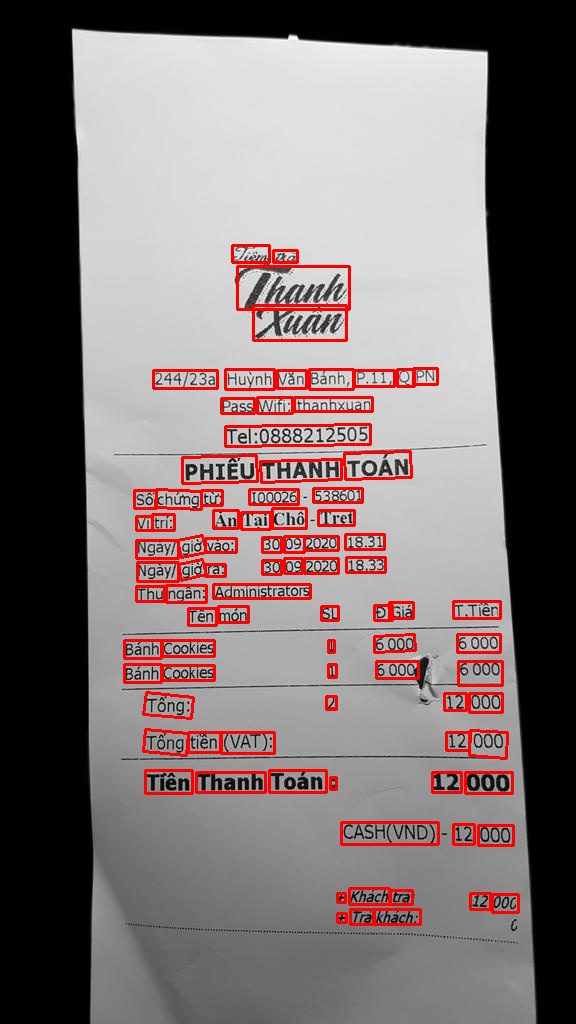 Tiệm trà
Thanh
Xuân
244/23a Huỳnh Văn Bánh, P.11, Q PN
Pass Wifi: thanhxuan
Tel:0888212505
PHIẾU THANH TOÁN
Số chứng từ: I00026 - 538601
Vị trí: Ăn Tại Chỗ - Tret
Ngày/ giờ vào: 30 09 2020 18.31
Ngày/ giờ ra: 30 09 2020 18.33
Thu ngân: Administrators
Tên món SL Đ Giá T.Tiền
Bánh Cookies 1 6 000 6 000
Bánh Cookies 1 6 000 6 000
Tổng: 2 12 000
Tổng tiền (VAT): 12 000
Tiền Thanh Toán : 12 000
CASH(VND) - 12 000
+ Khách trả 12 000
+ Trả khách: 0